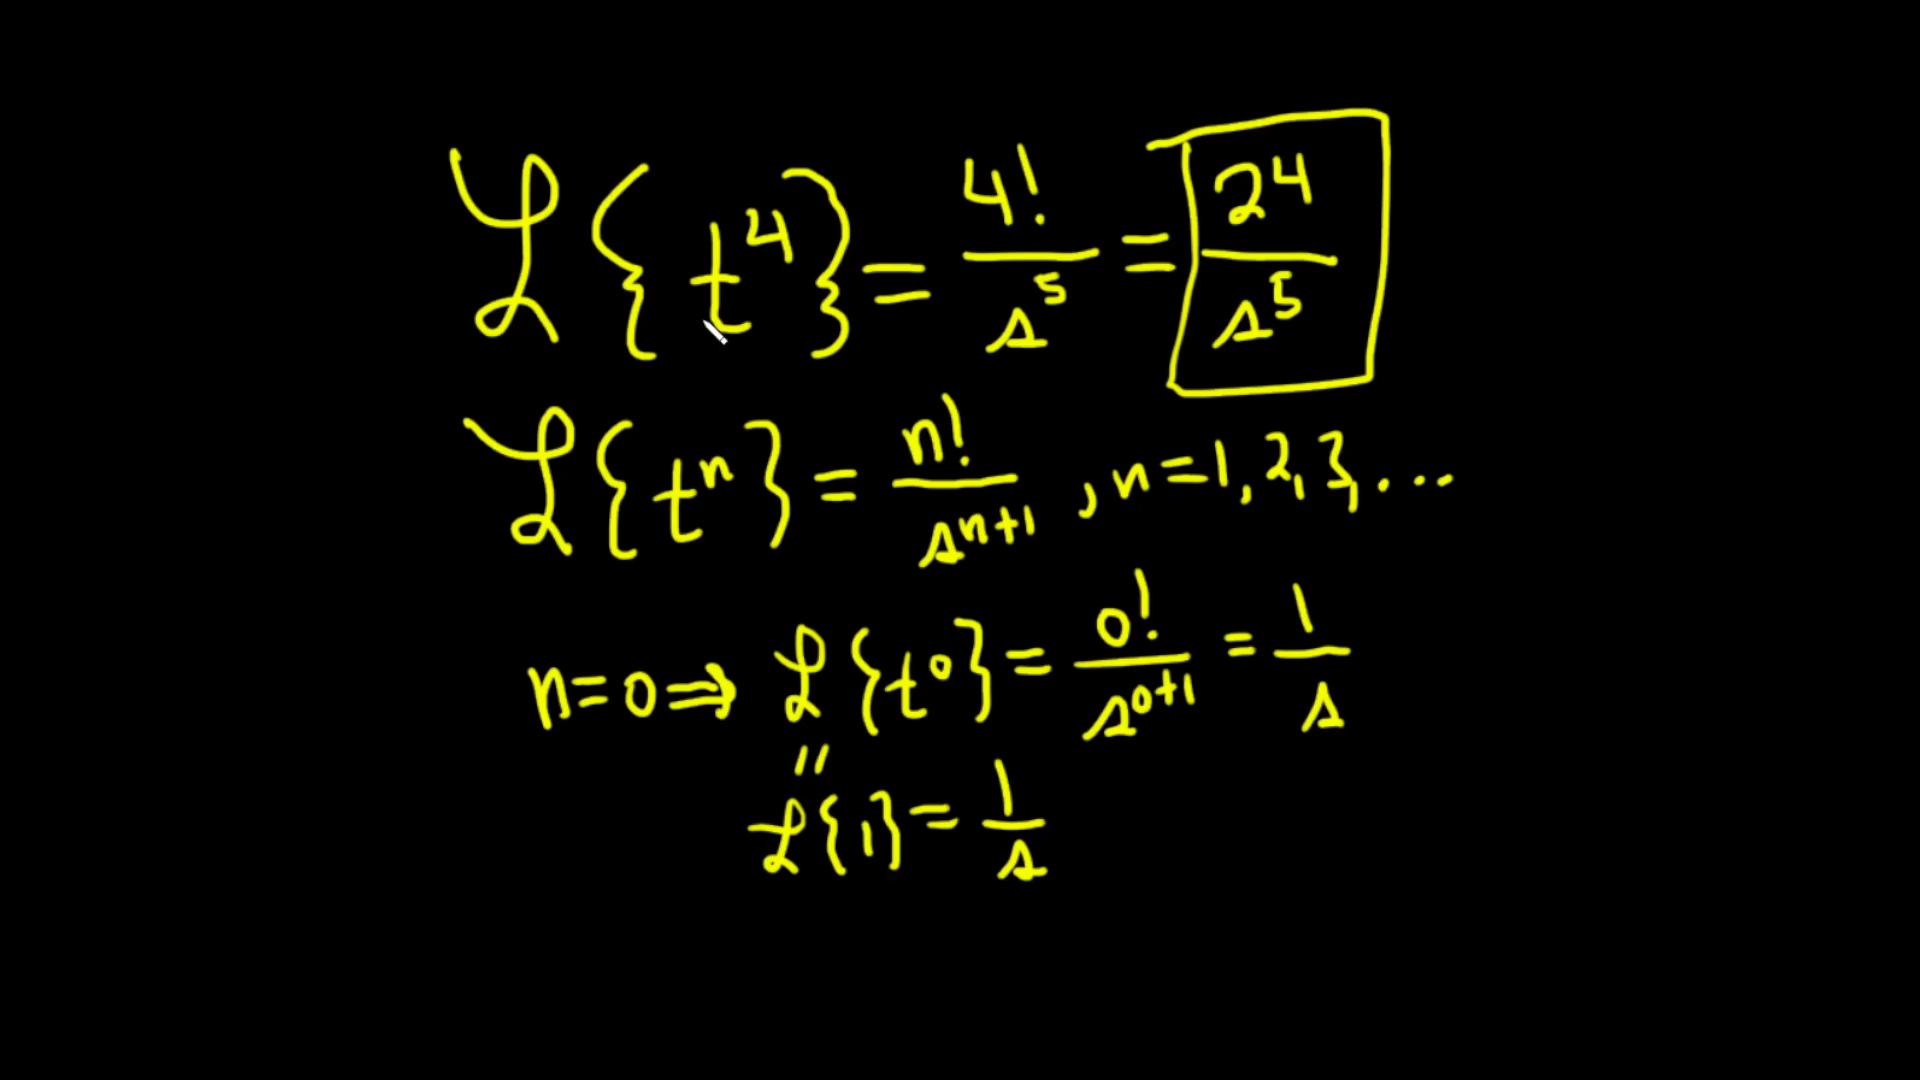 ℒ{t⁴} = 4!/s⁵ = 24/s⁵
ℒ{tⁿ} = n!/sⁿ⁺¹, n=1,2,3,...
n=0 ⇒ ℒ{t⁰} = 0!/s⁰⁺¹ = 1/s
"
ℒ{1} = 1/s